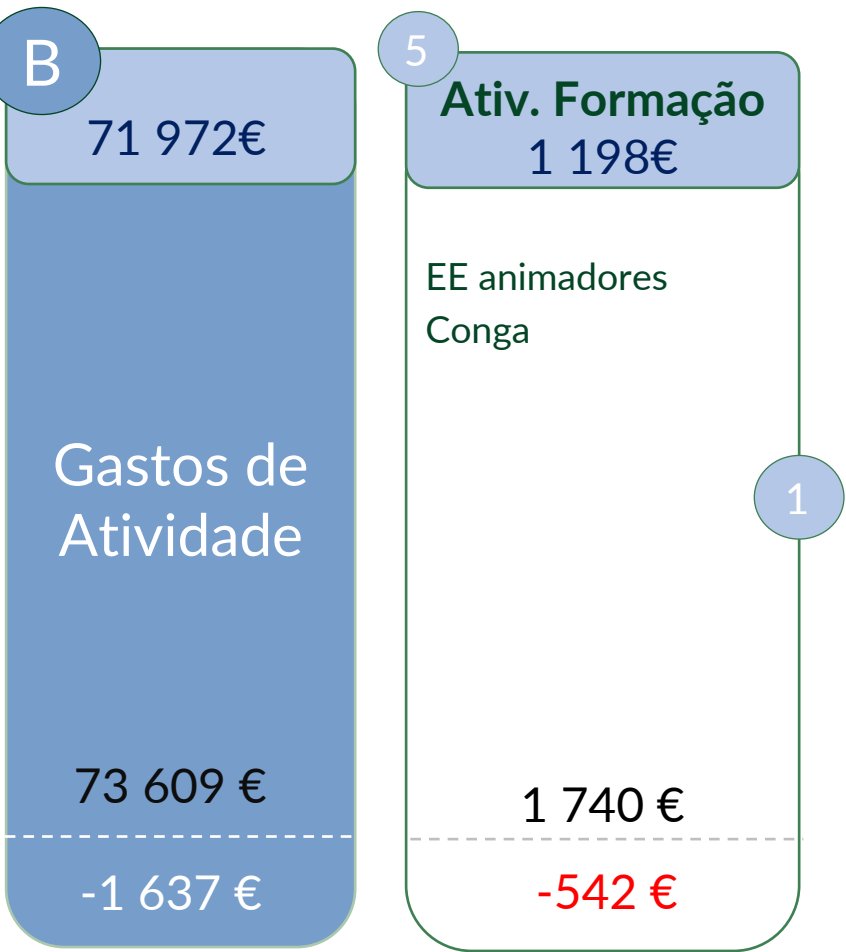 B
71 972€
Gastos de
Atividade
73 609 €
-1 637 €
5
Ativ. Formação
1 198€
EE animadores
Conga
1
1 740 €
-542 €